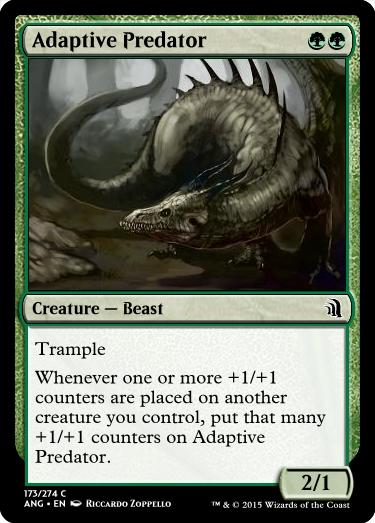 Adaptive Predator
Creature — Beast
Trample
Whenever one or more +1/+1
counters are placed on another
creature you control, put that many
+1/+1 counters on Adaptive
Predator.
2/1
173/274 C
ANG • EN Riccardo Zoppello
™ & © 2015 Wizards of the Coast